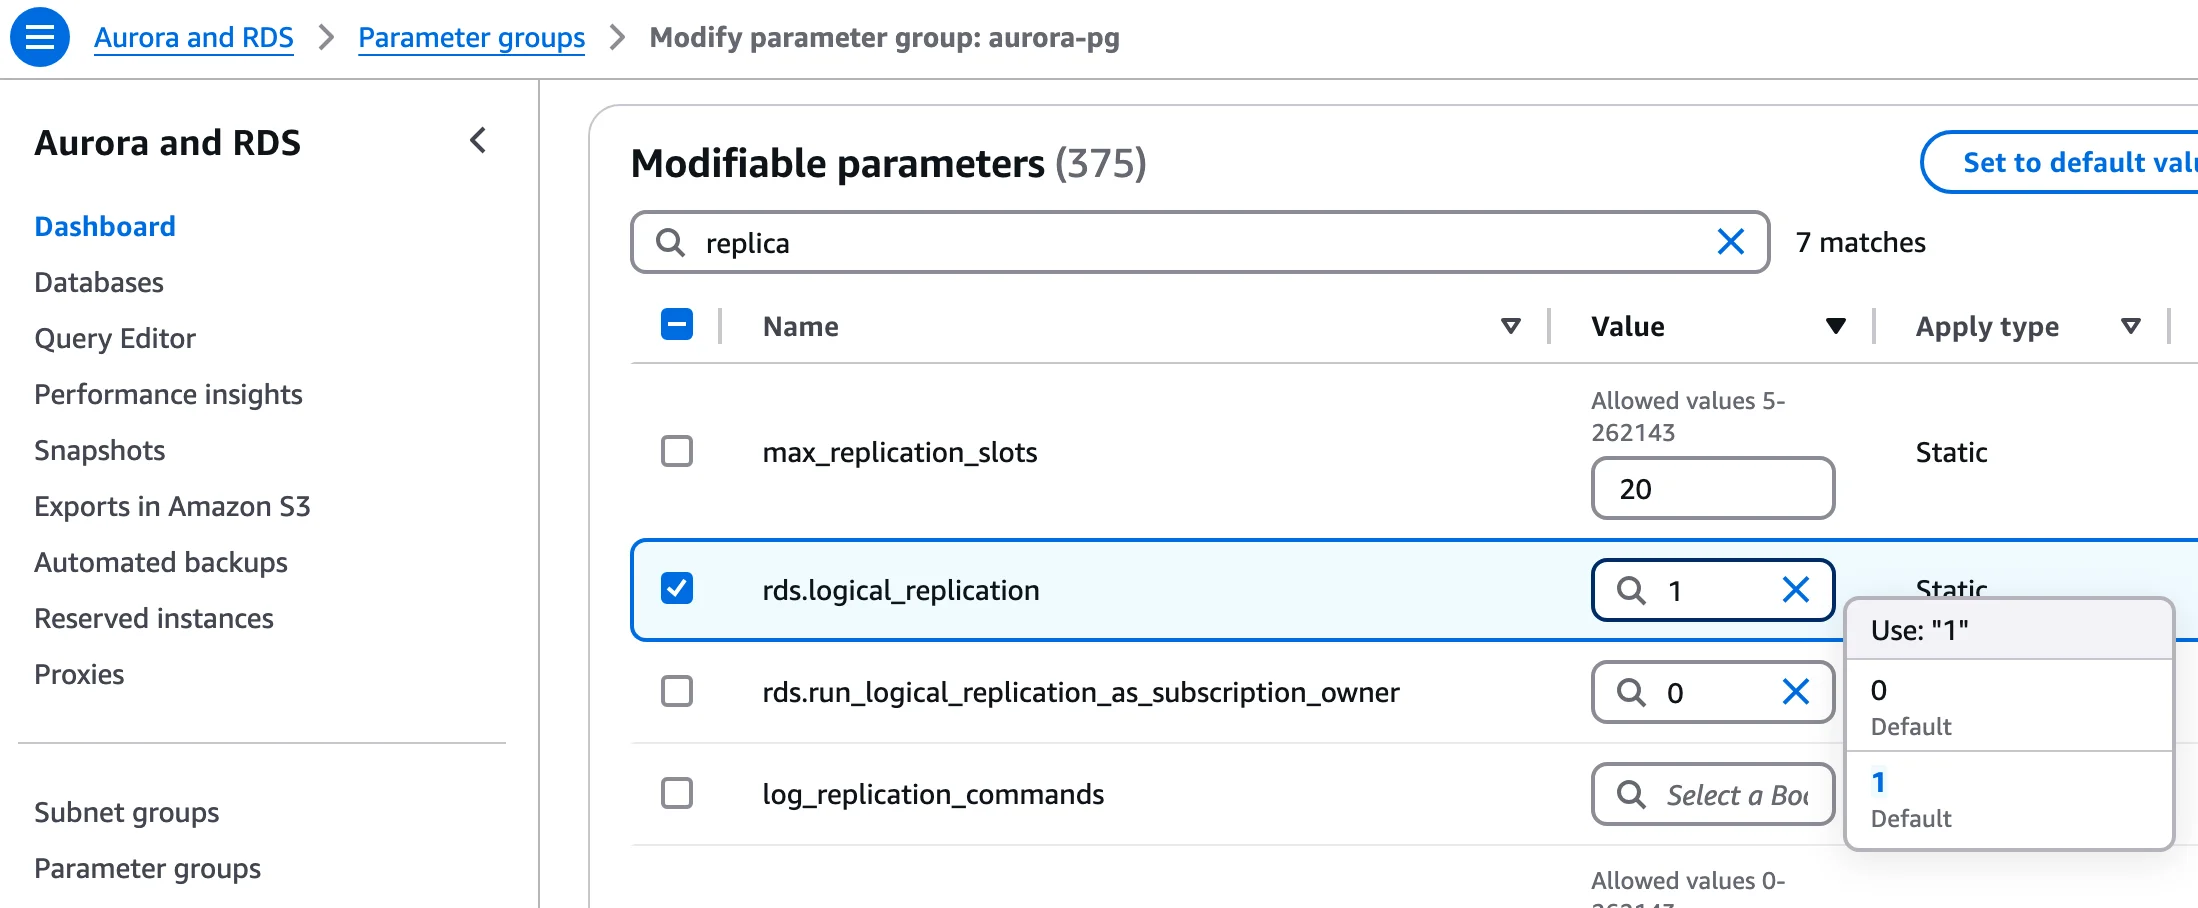 Aurora and RDS > Parameter groups > Modify parameter group: aurora-pg
Aurora and RDS
Dashboard
Databases
Query Editor
Performance insights
Snapshots
Exports in Amazon S3
Automated backups
Reserved instances
Proxies
Subnet groups
Parameter groups
Modifiable parameters (375)
Set to default
replica
7 matches
Name
Value
Apply type
max_replication_slots
Allowed values 5-
262143
20
Static
rds.logical_replication
1
Static
Use: "1"
0
Default
1
Default
rds.run_logical_replication_as_subscription_owner
0
log_replication_commands
Select a
Allowed values 0-